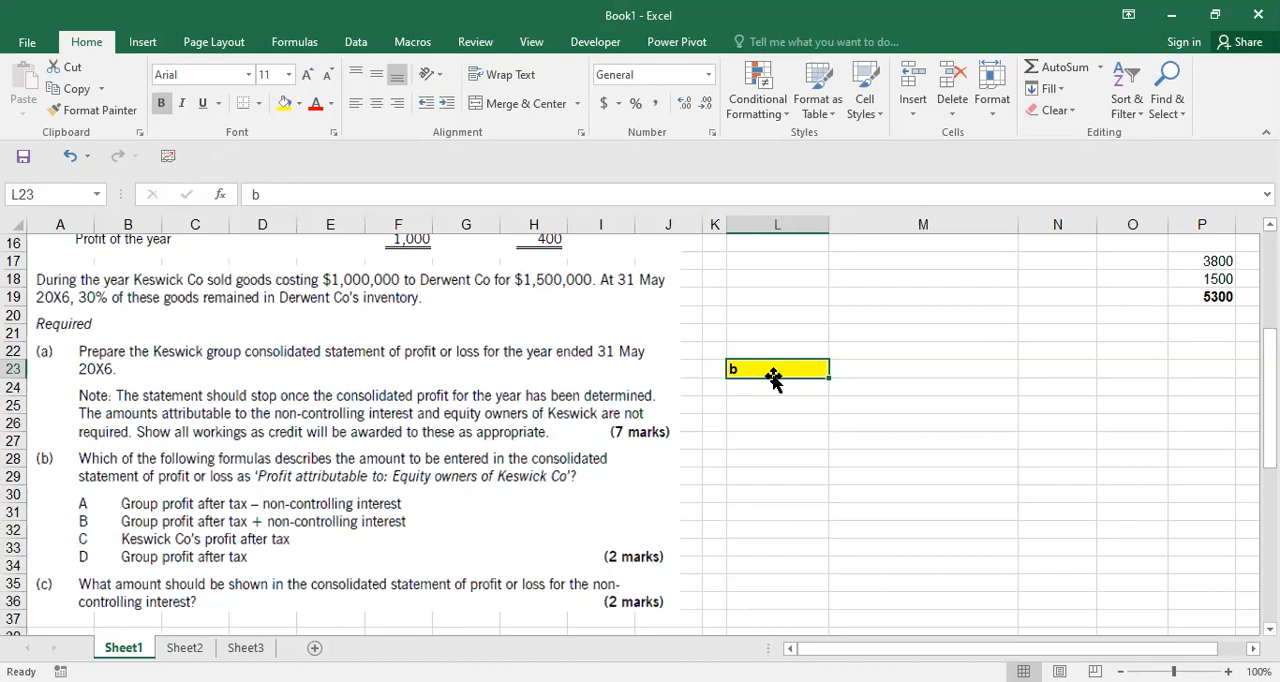 Book1 - Excel
File Home Insert Page Layout Formulas Data Macros Review View Developer Power Pivot Tell me what you want to do... Sign in Share
Paste
Cut
Copy
Format Painter
Clipboard
Arial 11
B I U
Font
Wrap Text
Merge & Center
Alignment
General
$ % ,
Number
Conditional Formatting
Format as Table
Cell Styles
Styles
Insert Delete Format
Cells
AutoSum
Fill
Clear
Sort & Filter
Find & Select
Editing
L23 fx b
A B C D E F G H I J K L M N O P
16 Profit of the year 1,000 400
17 3800
18 During the year Keswick Co sold goods costing $1,000,000 to Derwent Co for $1,500,000. At 31 May 1500
19 20X6, 30% of these goods remained in Derwent Co's inventory. 5300
20 Required
21
22 (a) Prepare the Keswick group consolidated statement of profit or loss for the year ended 31 May
23 20X6. b
24 Note: The statement should stop once the consolidated profit for the year has been determined.
25 The amounts attributable to the non-controlling interest and equity owners of Keswick are not
26 required. Show all workings as credit will be awarded to these as appropriate. (7 marks)
27
28 (b) Which of the following formulas describes the amount to be entered in the consolidated
29 statement of profit or loss as 'Profit attributable to: Equity owners of Keswick Co'?
30 A Group profit after tax – non-controlling interest
31 B Group profit after tax + non-controlling interest
32 C Keswick Co's profit after tax
33 D Group profit after tax (2 marks)
34
35 (c) What amount should be shown in the consolidated statement of profit or loss for the non-
36 controlling interest? (2 marks)
37
Sheet1 Sheet2 Sheet3
Ready 100%